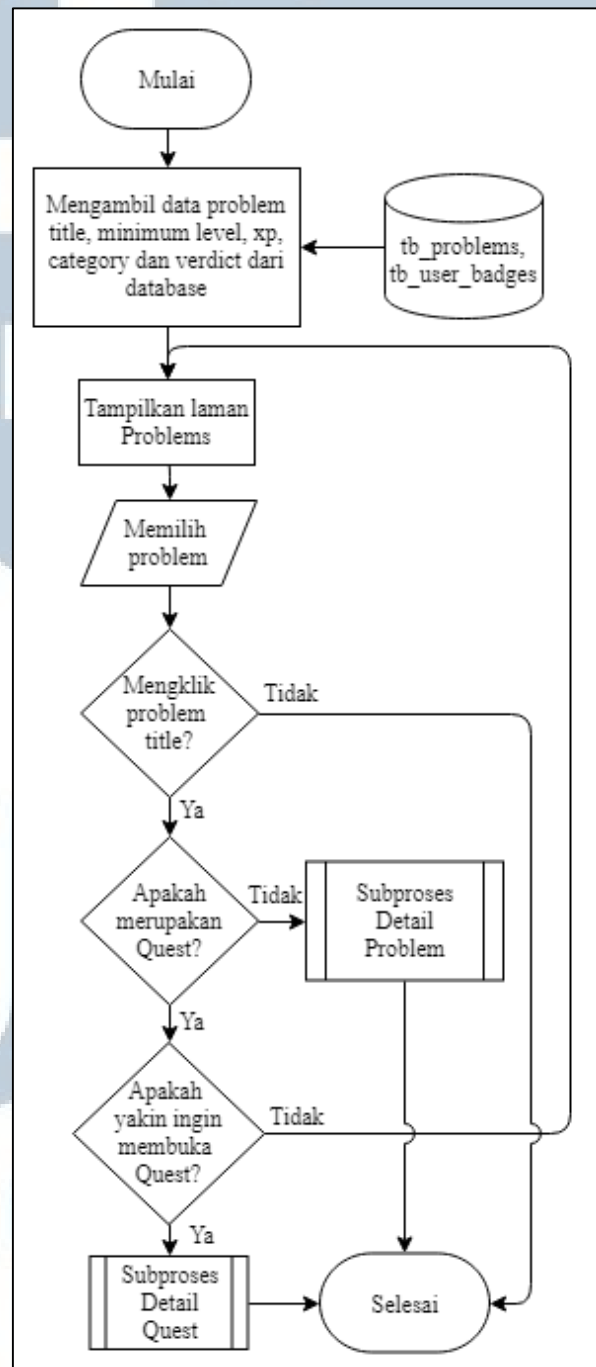 Mulai
Mengambil data problem
title, minimum level, xp,
category dan verdict dari
database
tb_problems,
tb_user_badges
Tampilkan laman
Problems
Memilih
problem
Mengklik
problem
title?
Tidak
Ya
Apakah
merupakan
Quest?
Tidak
Subproses
Detail
Problem
Ya
Apakah
yakin ingin
membuka
Quest?
Tidak
Ya
Subproses
Detail
Quest
Selesai